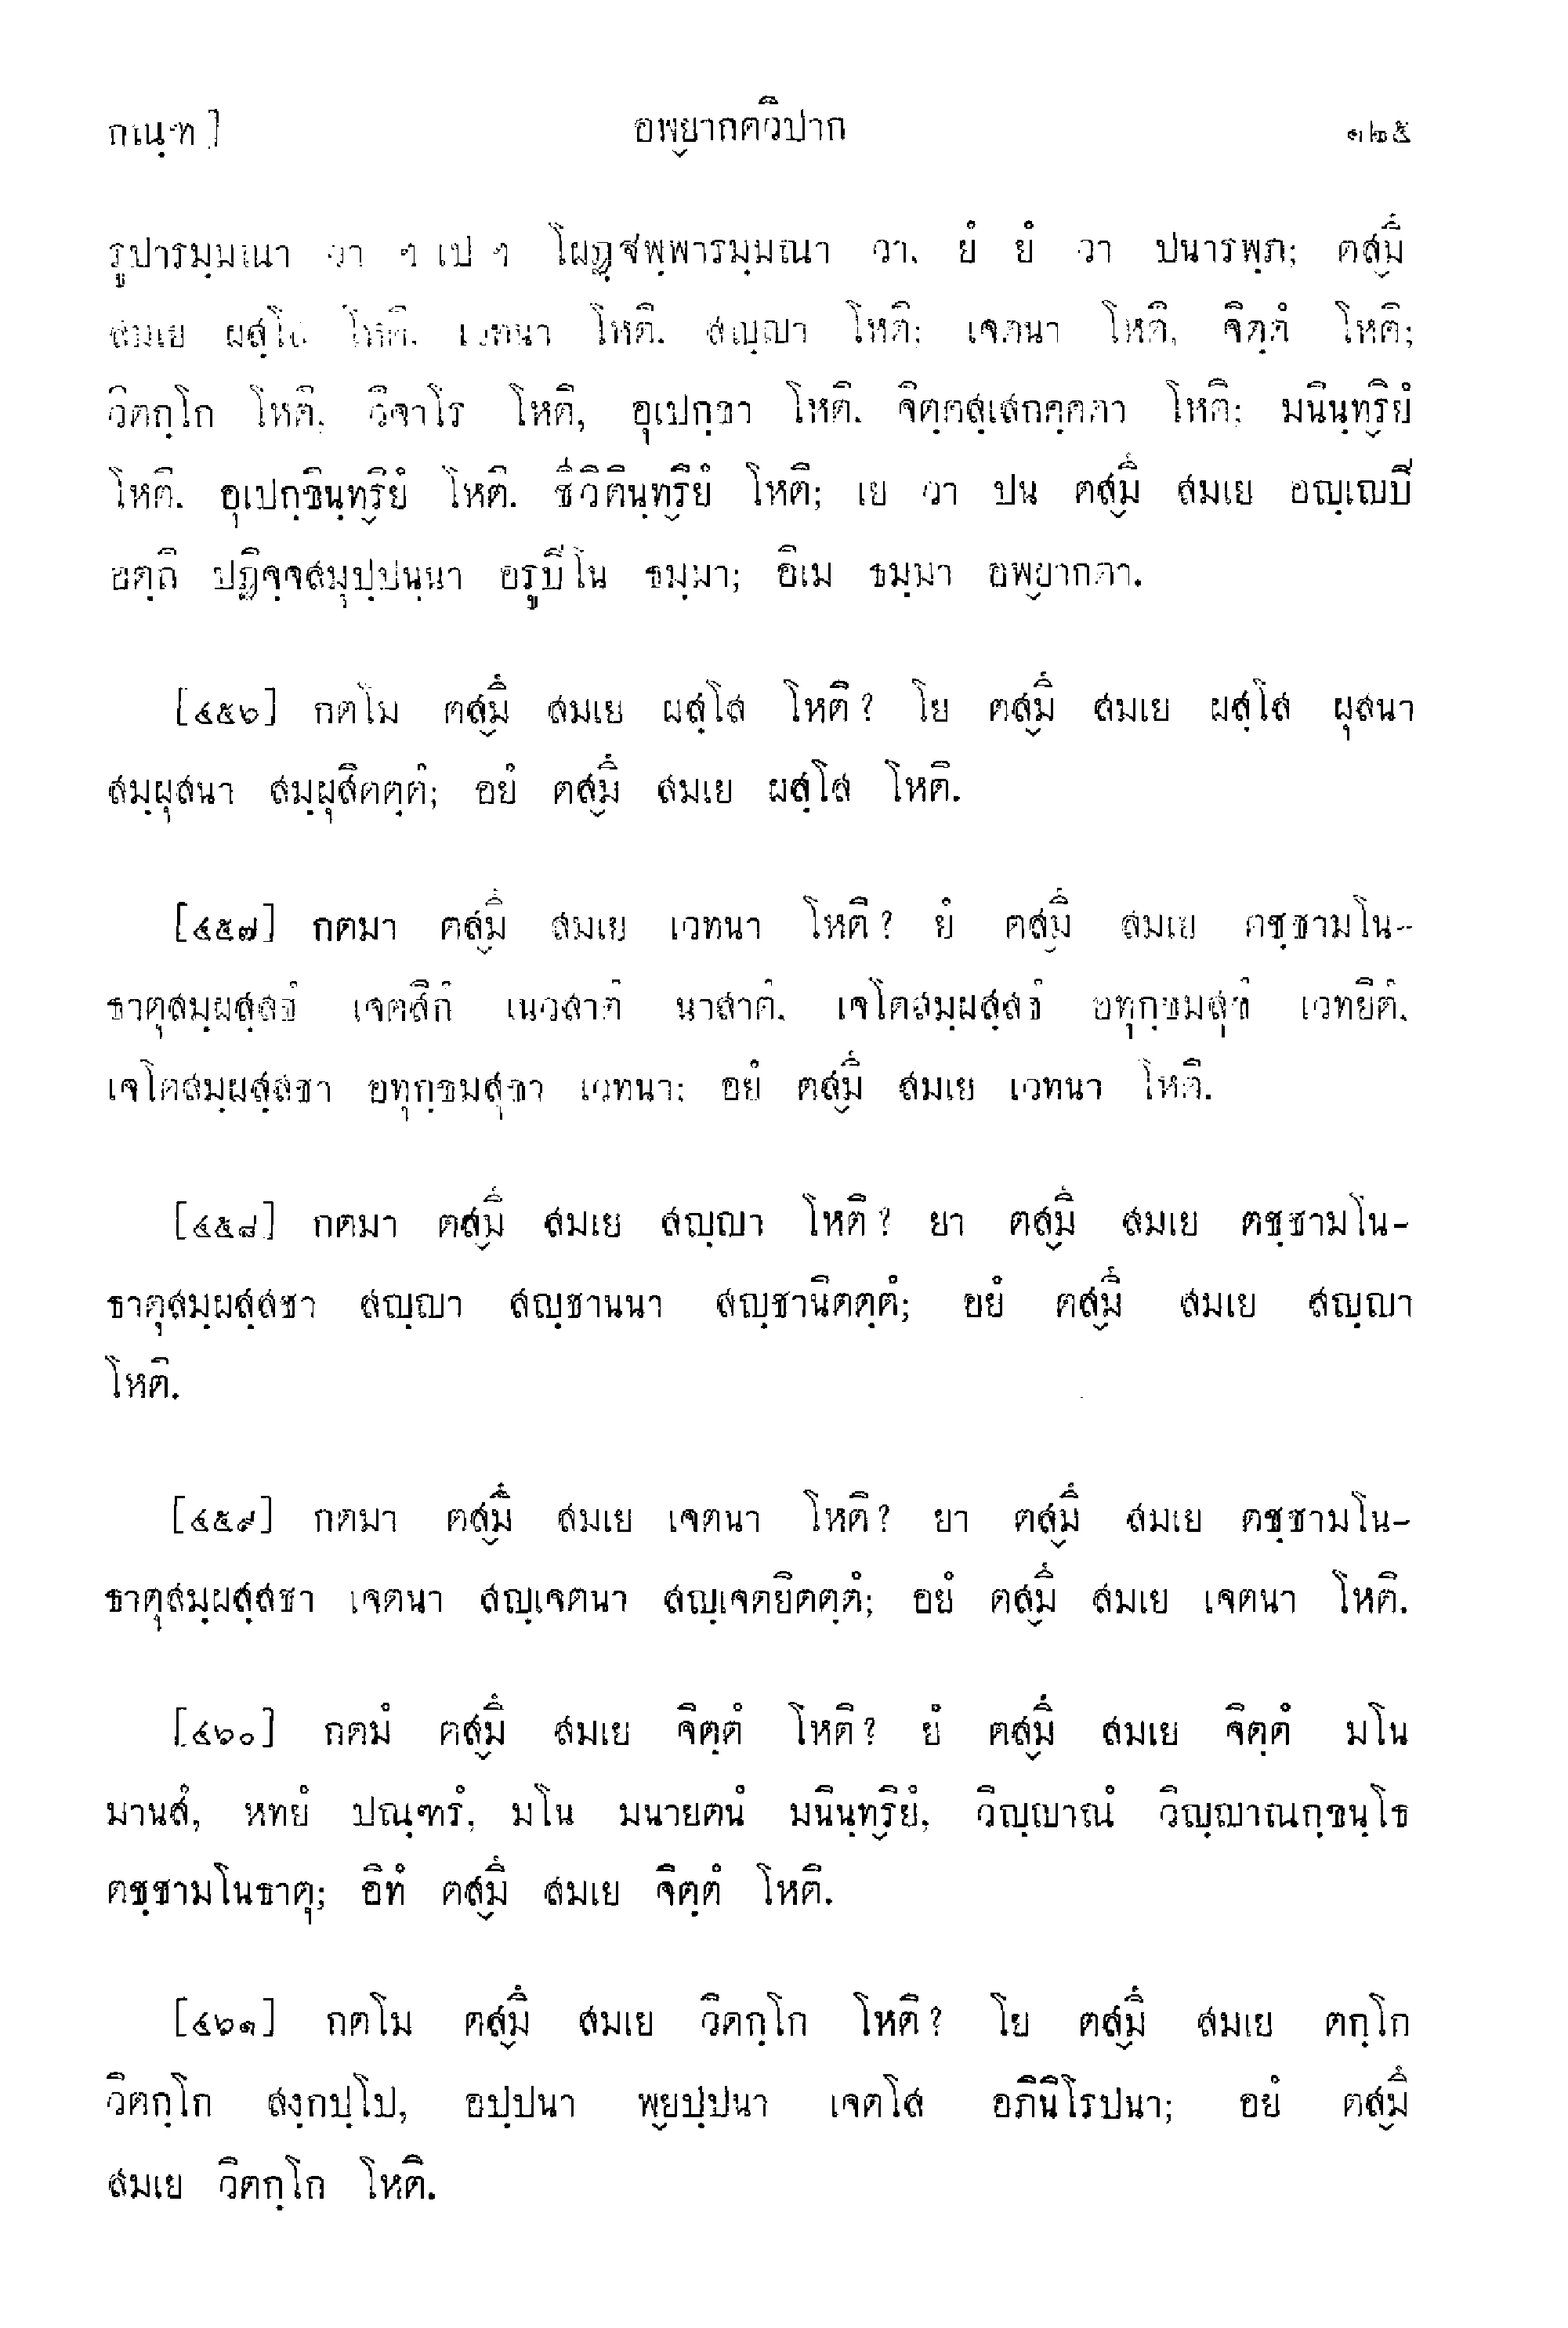 กณฺฑ] อพฺยากตวิปาก ๑๒๕
รูปารมฺมณา วา ฯ เป ฯ โผฏฺฐพฺพารมฺมณา วา, ยํ ยํ วา ปนารพฺภ; ตสฺมึ
สมเย ผสฺโส โหติ, เวทนา โหติ, สญฺญา โหติ; เจตนา โหติ, จิตฺตํ โหติ;
วิตกฺโก โหติ, วิจาโร โหติ, อุเปกฺขา โหติ, จิตฺตสฺเสกคฺคตา โหติ; มนินฺทฺริยํ
โหติ, อุเปกฺขินฺทฺริยํ โหติ, ชีวิตินฺทฺริยํ โหติ; เย วา ปน ตสฺมึ สมเย อญฺเญปิ
อตฺถิ ปฏิจฺจสมุปฺปนฺนา อรูปิโน ธมฺมา; อิเม ธมฺมา อพฺยากตา.
[๔๕๖] กตโม ตสฺมึ สมเย ผสฺโส โหติ? โย ตสฺมึ สมเย ผสฺโส ผุสนา
สมฺผุสนา สมฺผุสิตตฺตํ; อยํ ตสฺมึ สมเย ผสฺโส โหติ.
[๔๕๗] กตมา ตสฺมึ สมเย เวทนา โหติ? ยํ ตสฺมึ สมเย ตชฺชามโน-
ธาตุสมฺผสฺสชํ เจตสิกํ เนวสาตํ นาสาตํ, เจโตสมฺผสฺสชํ อทุกฺขมสุขํ เวทยิตํ,
เจโตสมฺผสฺสชา อทุกฺขมสุขา เวทนา; อยํ ตสฺมึ สมเย เวทนา โหติ.
[๔๕๘] กตมา ตสฺมึ สมเย สญฺญา โหติ? ยา ตสฺมึ สมเย ตชฺชามโน-
ธาตุสมฺผสฺสชา สญฺญา สญฺชานนา สญฺชานิตตฺตํ; อยํ ตสฺมึ สมเย สญฺญา
โหติ.
[๔๕๙] กตมา ตสฺมึ สมเย เจตนา โหติ? ยา ตสฺมึ สมเย ตชฺชามโน-
ธาตุสมฺผสฺสชา เจตนา สญฺเจตนา สญฺเจตยิตตฺตํ; อยํ ตสฺมึ สมเย เจตนา โหติ.
[๔๖๐] กตมํ ตสฺมึ สมเย จิตฺตํ โหติ? ยํ ตสฺมึ สมเย จิตฺตํ มโน
มานสํ, หทยํ ปณฺฑรํ, มโน มนายตนํ มนินฺทฺริยํ, วิญฺญาณํ วิญฺญาณกฺขนฺโธ
ตชฺชามโนธาตุ; อิทํ ตสฺมึ สมเย จิตฺตํ โหติ.
[๔๖๑] กตโม ตสฺมึ สมเย วิตกฺโก โหติ? โย ตสฺมึ สมเย ตกฺโก
วิตกฺโก สงฺกปฺโป, อปฺปนา พฺยปฺปนา เจตโส อภินิโรปนา; อยํ ตสฺมึ
สมเย วิตกฺโก โหติ.